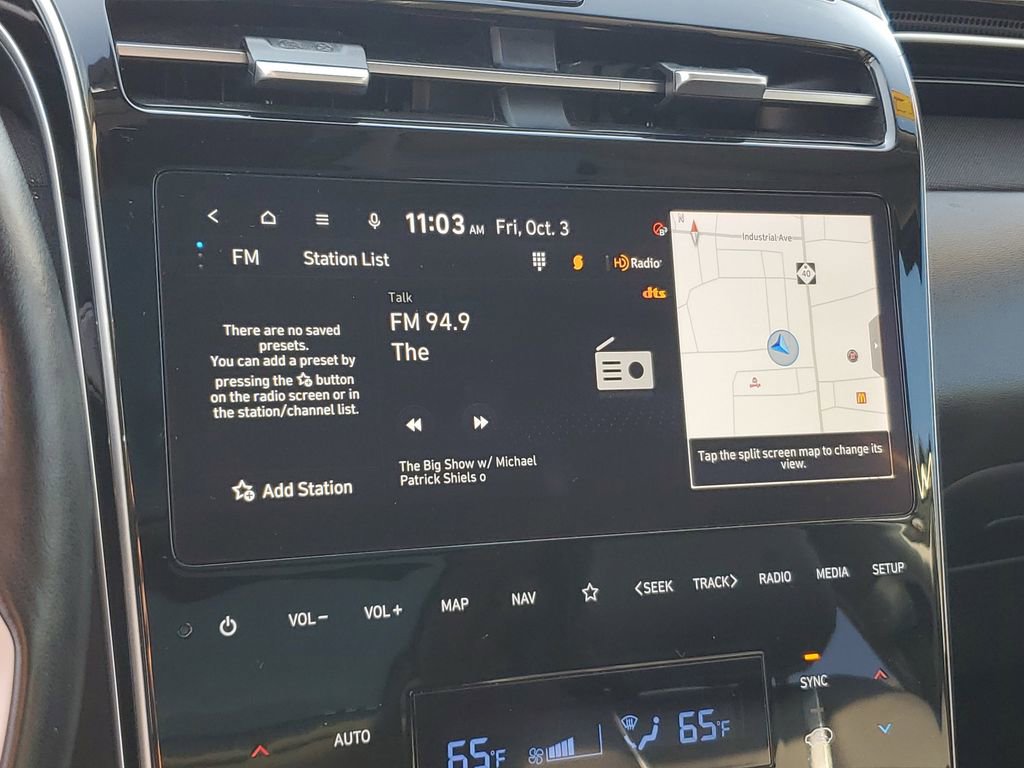 11:03 AM Fri, Oct. 3
FM
Station List
HD Radio
dts
There are no saved
presets.
You can add a preset by
pressing the button
on the radio screen or in
the station/channel list.
Add Station
Talk
FM 94.9
The
The Big Show w/ Michael
Patrick Shiels o
Industrial Ave
40
Tap the split screen map to change its
view.
VOL−
VOL+
MAP
NAV
<SEEK
TRACK>
RADIO
MEDIA
SETUP
AUTO
65°F
65°F
SYNC